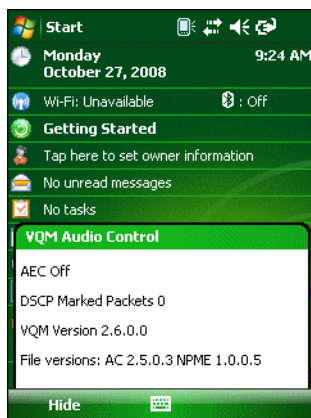 Start
Monday 9:24 AM
October 27, 2008
Wi-Fi: Unavailable : Off
Getting Started
Tap here to set owner information
No unread messages
No tasks
VQM Audio Control
AEC Off
DSCP Marked Packets 0
VQM Version 2.6.0.0
File versions: AC 2.5.0.3 NPME 1.0.0.5
Hide